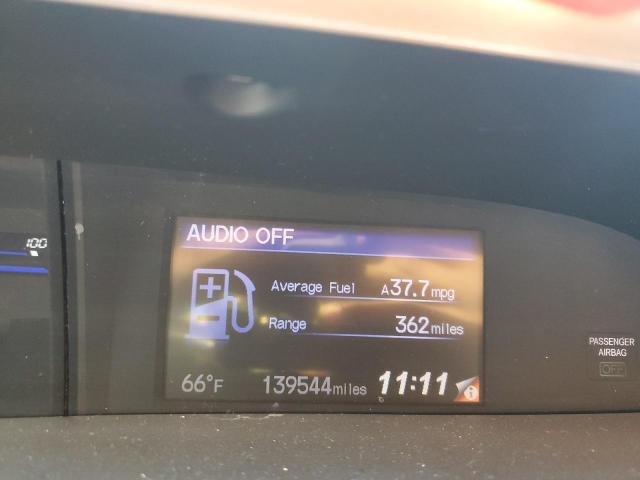 AUDIO OFF
100
Average Fuel A37.7mpg
Range 362miles
PASSENGER
AIRBAG
OFF
66°F 139544miles 11:11 i